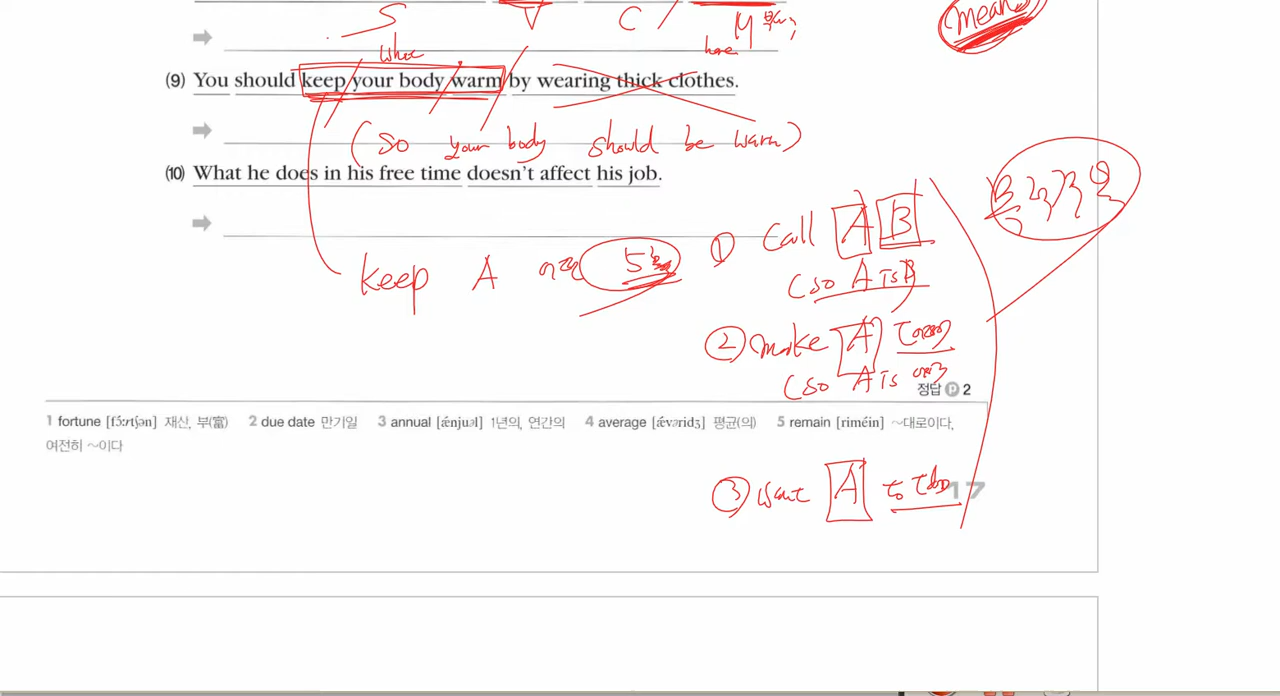 S V C / M
means
what
how
(9) You should keep your body warm by wearing thick clothes.
(so your body should be warm)
(10) What he does in his free time doesn't affect his job.
keep A
① call A B
(so A is B)
② make A
(so A is
정답 P 2
1 fortune [fɔ́ːrtʃən] 재산, 부(富) 2 due date 만기일 3 annual [ǽnjuəl] 1년의, 연간의 4 average [ǽvəridʒ] 평균(의) 5 remain [riméin] ~대로이다,
여전히 ~이다
③ want A to
17